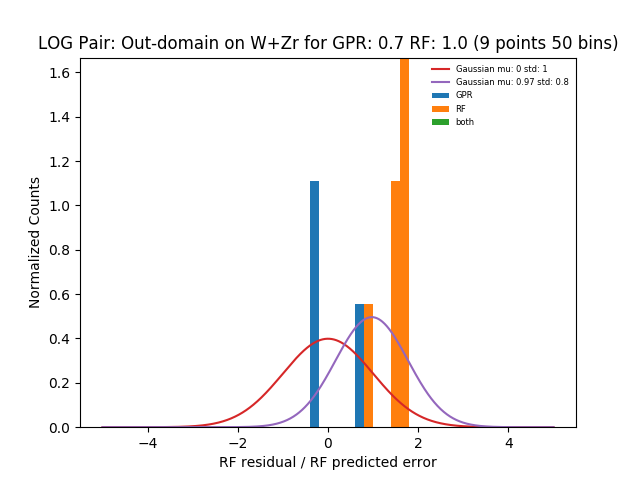 LOG Pair: Out-domain on W+Zr for GPR: 0.7 RF: 1.0 (9 points 50 bins)
Gaussian mu: 0 std: 1
Gaussian mu: 0.97 std: 0.8
GPR
RF
both
Normalized Counts
1.6
1.4
1.2
1.0
0.8
0.6
0.4
0.2
0.0
−4 −2 0 2 4
RF residual / RF predicted error